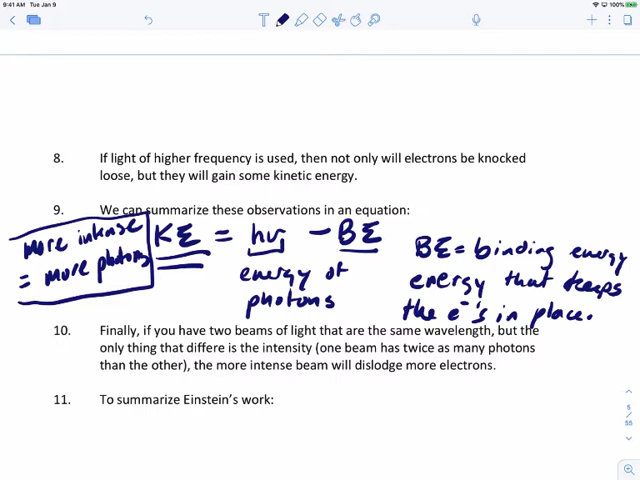 9:41 AM Tue Jan 9
100%
8. If light of higher frequency is used, then not only will electrons be knocked
loose, but they will gain some kinetic energy.
9. We can summarize these observations in an equation:
more intense
= more photons
KE = hν - BE
energy of
photons
BE = binding energy
energy that keeps
the e⁻'s in place.
10. Finally, if you have two beams of light that are the same wavelength, but the
only thing that differe is the intensity (one beam has twice as many photons
than the other), the more intense beam will dislodge more electrons.
11. To summarize Einstein's work:
5
/
55